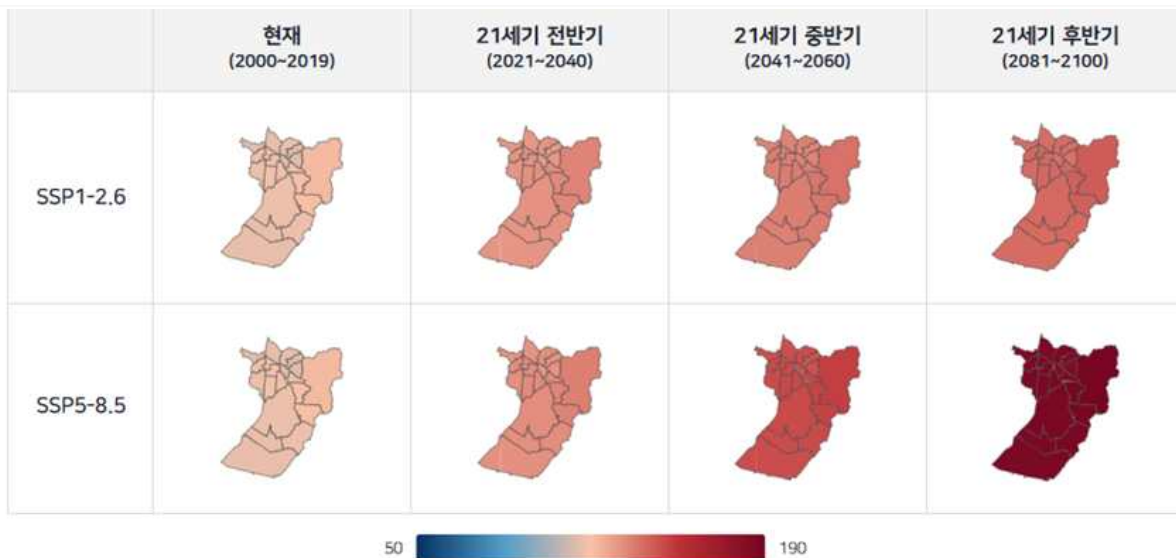 현재
(2000~2019)
21세기 전반기
(2021~2040)
21세기 중반기
(2041~2060)
21세기 후반기
(2081~2100)
SSP1-2.6
SSP5-8.5
50
190